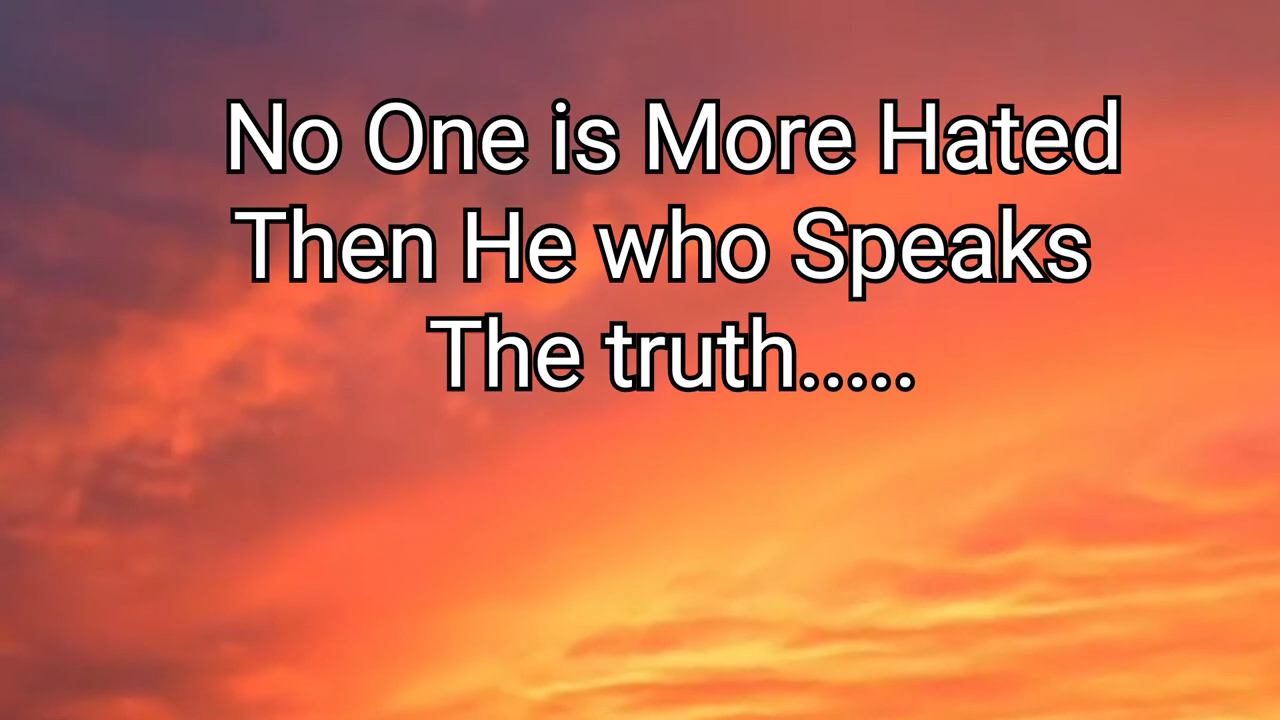 No One is More Hated
Then He who Speaks
The truth.....